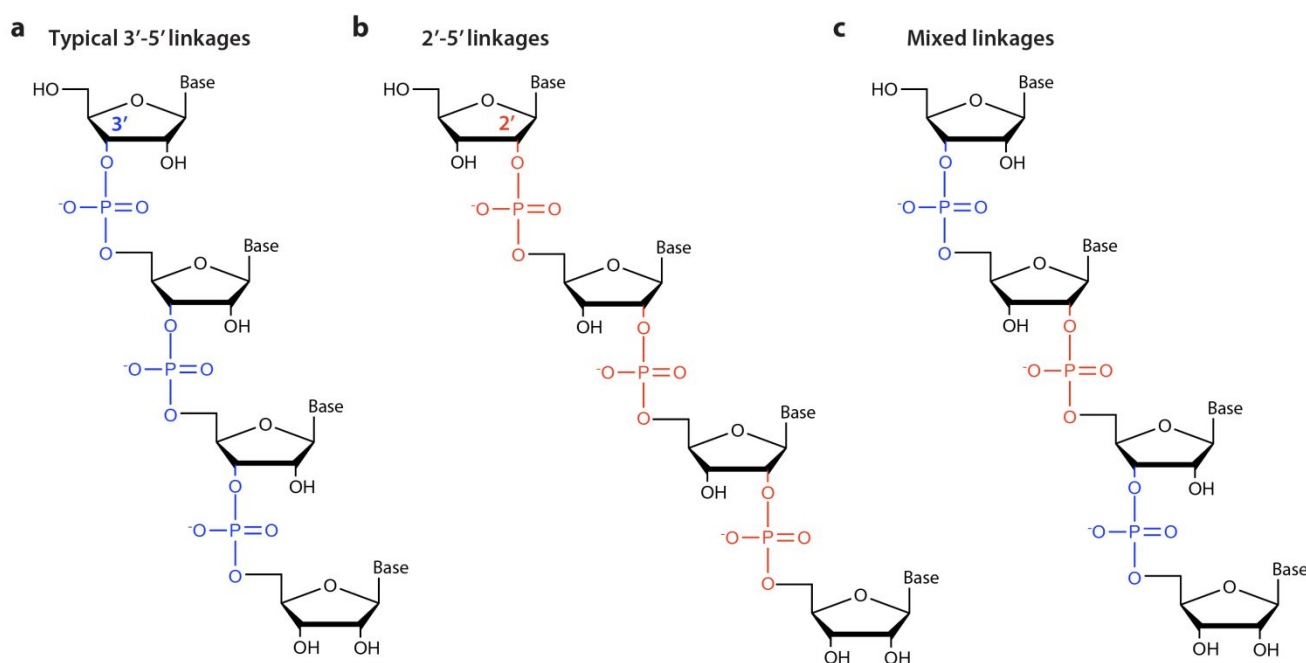 a Typical 3′-5′ linkages
HO
O
Base
3′
O
OH
⁻O–P=O
O
Base
O
O
OH
⁻O–P=O
O
Base
O
O
OH
⁻O–P=O
O
Base
O
OH OH
b 2′-5′ linkages
HO
O
Base
2′
OH
O
⁻O–P=O
O
Base
O
OH
O
⁻O–P=O
O
Base
O
OH
O
⁻O–P=O
O
Base
O
OH OH
c Mixed linkages
HO
O
Base
O
OH
⁻O–P=O
O
Base
O
OH
O
⁻O–P=O
O
Base
O
O
OH
⁻O–P=O
O
Base
O
OH OH